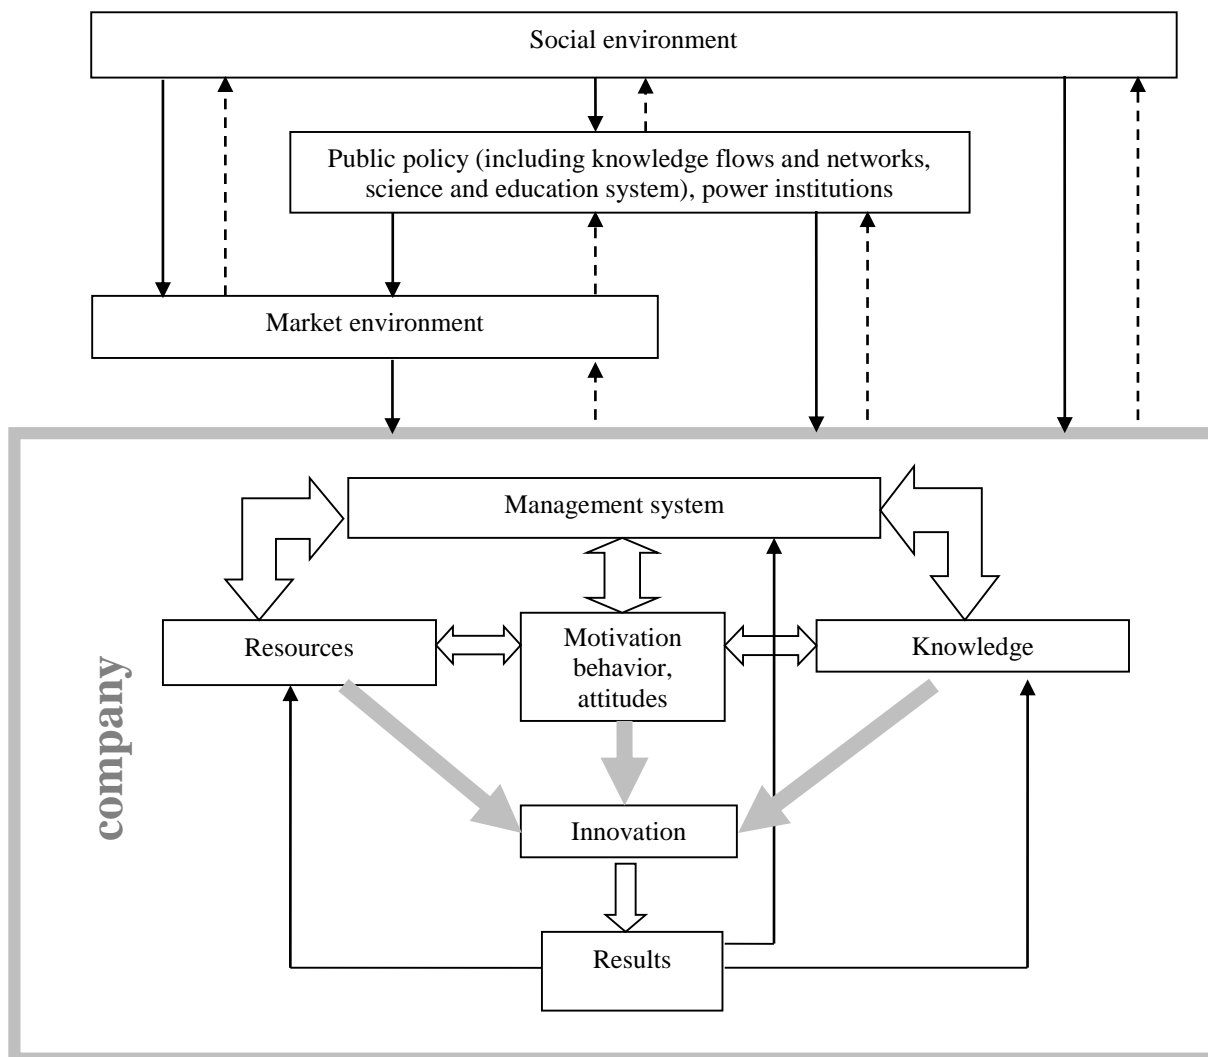 Social environment
Public policy (including knowledge flows and networks,
science and education system), power institutions
Market environment
Management system
Resources
Motivation
behavior,
attitudes
Knowledge
company
Innovation
Results